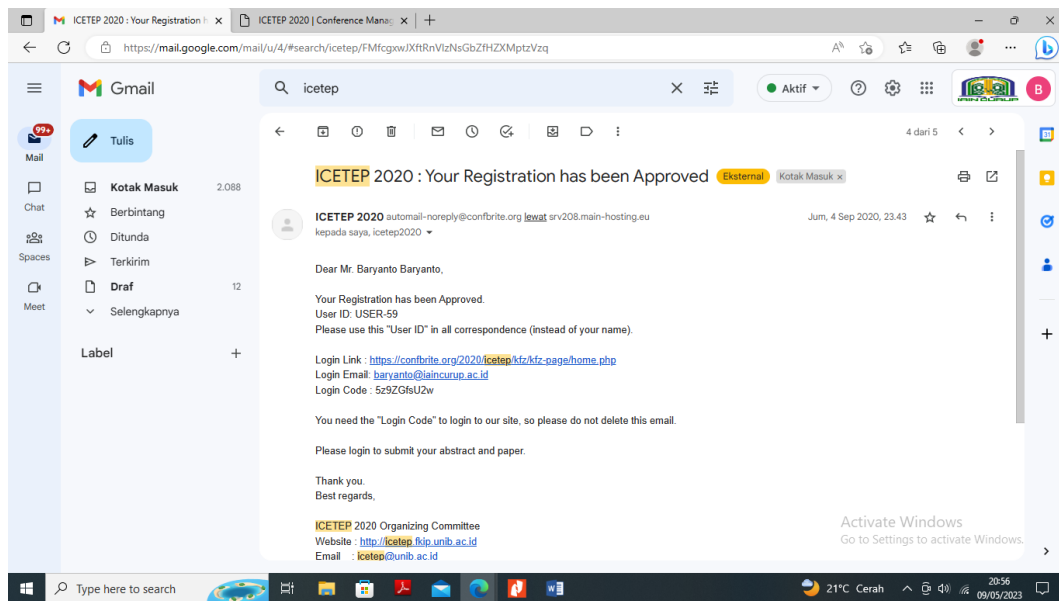 ICETEP 2020 : Your Registration h
ICETEP 2020 | Conference Manag
https://mail.google.com/mail/u/4/#search/icetep/FMfcgxwJXftRnVlzNsGbZfHZXMptzVzq
Gmail
icetep
Aktif
IAIN CURUP
B
99+
Mail
Chat
Spaces
Meet
Tulis
Kotak Masuk 2.088
Berbintang
Ditunda
Terkirim
Draf 12
Selengkapnya
Label
4 dari 5
31
ICETEP 2020 : Your Registration has been Approved Eksternal Kotak Masuk x
ICETEP 2020 automail-noreply@confbrite.org lewat srv208.main-hosting.eu Jum, 4 Sep 2020, 23.43
kepada saya, icetep2020
Dear Mr. Baryanto Baryanto,
Your Registration has been Approved.
User ID: USER-59
Please use this "User ID" in all correspondence (instead of your name).
Login Link : https://confbrite.org/2020/icetep/kfz/kfz-page/home.php
Login Email: baryanto@iaincurup.ac.id
Login Code : 5z9ZGfsU2w
You need the "Login Code" to login to our site, so please do not delete this email.
Please login to submit your abstract and paper.
Thank you.
Best regards,
ICETEP 2020 Organizing Committee
Website : http://icetep.fkip.unib.ac.id
Email : icetep@unib.ac.id
Activate Windows
Go to Settings to activate Windows.
Type here to search
21°C Cerah
20:56
09/05/2023